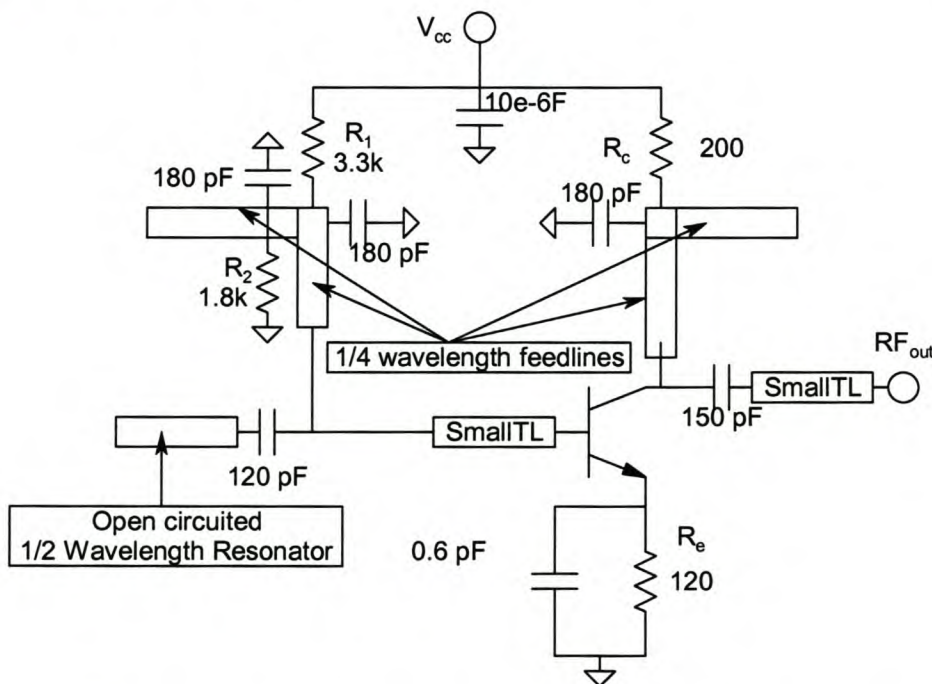 Vcc
10e-6F
R1
3.3k
Rc
200
180 pF
180 pF
180 pF
R2
1.8k
1/4 wavelength feedlines
RFout
SmallTL
SmallTL
150 pF
120 pF
Open circuited
1/2 Wavelength Resonator
0.6 pF
Re
120